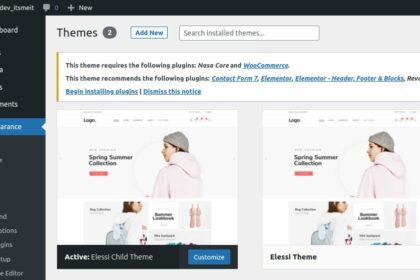 dev_itsmeit
0
New
Themes 2
Add New
Search installed themes...
This theme requires the following plugins: Nasa Core and WooCommerce.
This theme recommends the following plugins: Contact Form 7, Elementor, Elementor - Header, Footer & Blocks, Revo
Begin installing plugins | Dismiss this notice
Logo.
Spring Summer
Collection
Summer
Lookbook
Mini backpack
Logo.
Spring Summer
Collection
Summer
Lookbook
Active: Elessi Child Theme
Customize
Elessi Theme
board
a
ments
arance
e
nd
ptions
ugins
tup
e Editor